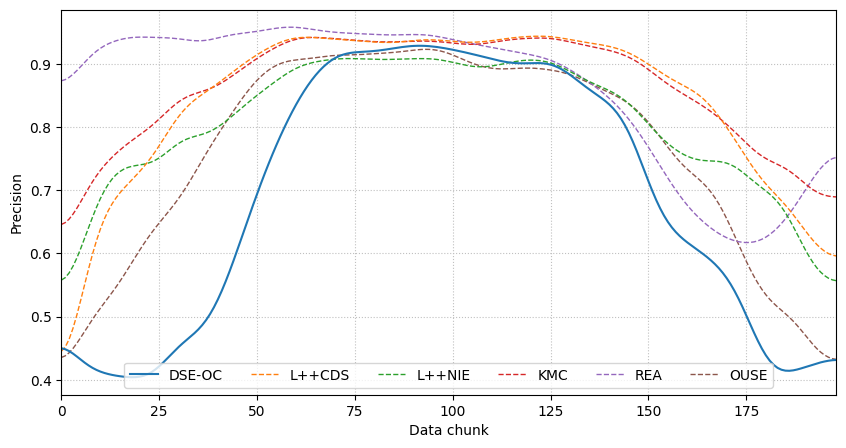 Precision
0.9
0.8
0.7
0.6
0.5
0.4
DSE-OC L++CDS L++NIE KMC REA OUSE
0 25 50 75 100 125 150 175
Data chunk